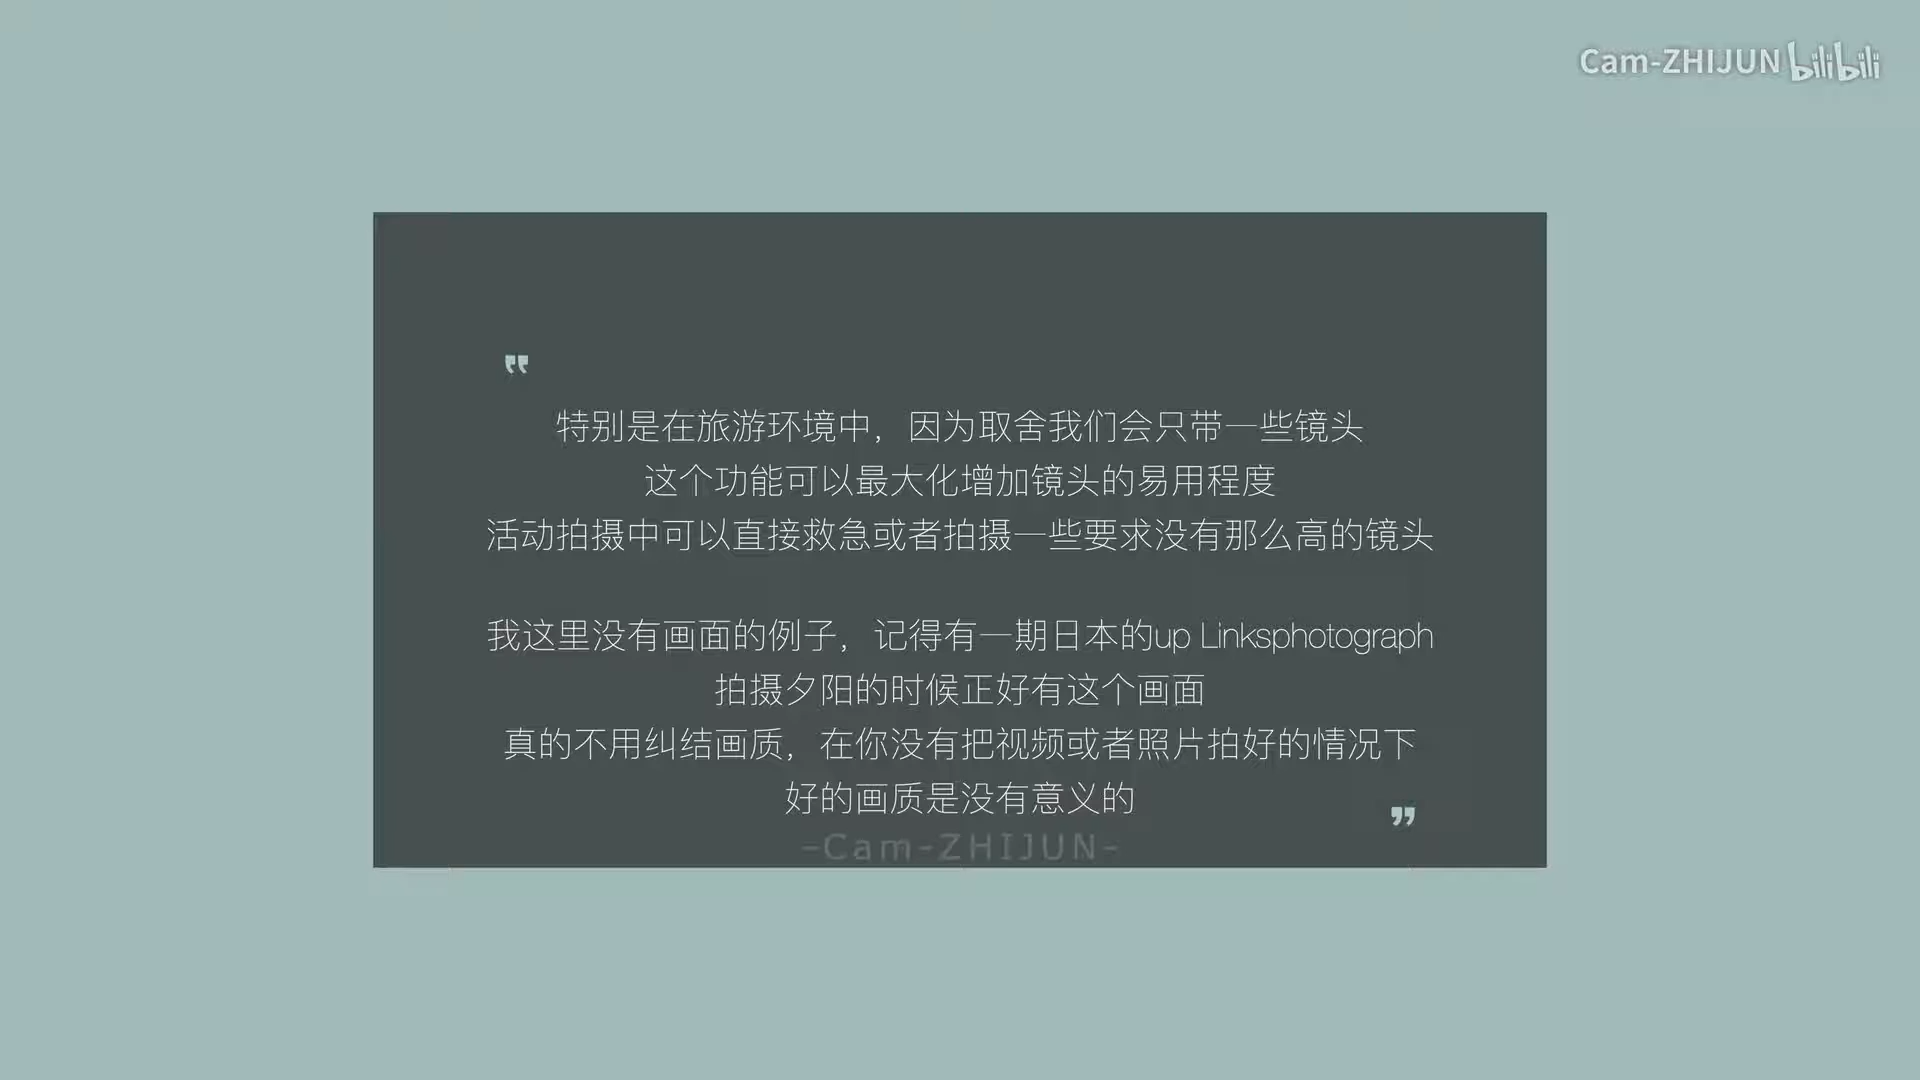 Cam-ZHIJUN bilibili
"
特别是在旅游环境中，因为取舍我们会只带一些镜头
这个功能可以最大化增加镜头的易用程度
活动拍摄中可以直接救急或者拍摄一些要求没有那么高的镜头
我这里没有画面的例子，记得有一期日本的up Linksphotograph
拍摄夕阳的时候正好有这个画面
真的不用纠结画质，在你没有把视频或者照片拍好的情况下
好的画质是没有意义的
"
-Cam-ZHIJUN-